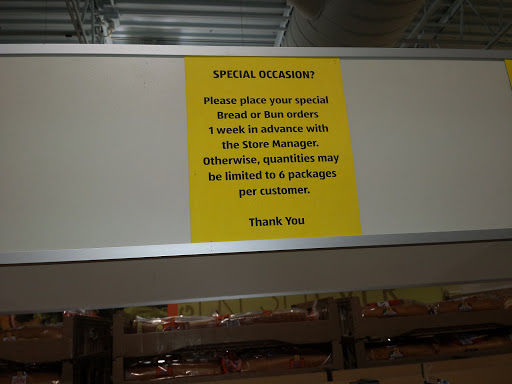 SPECIAL OCCASION?
Please place your special
Bread or Bun orders
1 week in advance with
the Store Manager.
Otherwise, quantities may
be limited to 6 packages
per customer.
Thank You